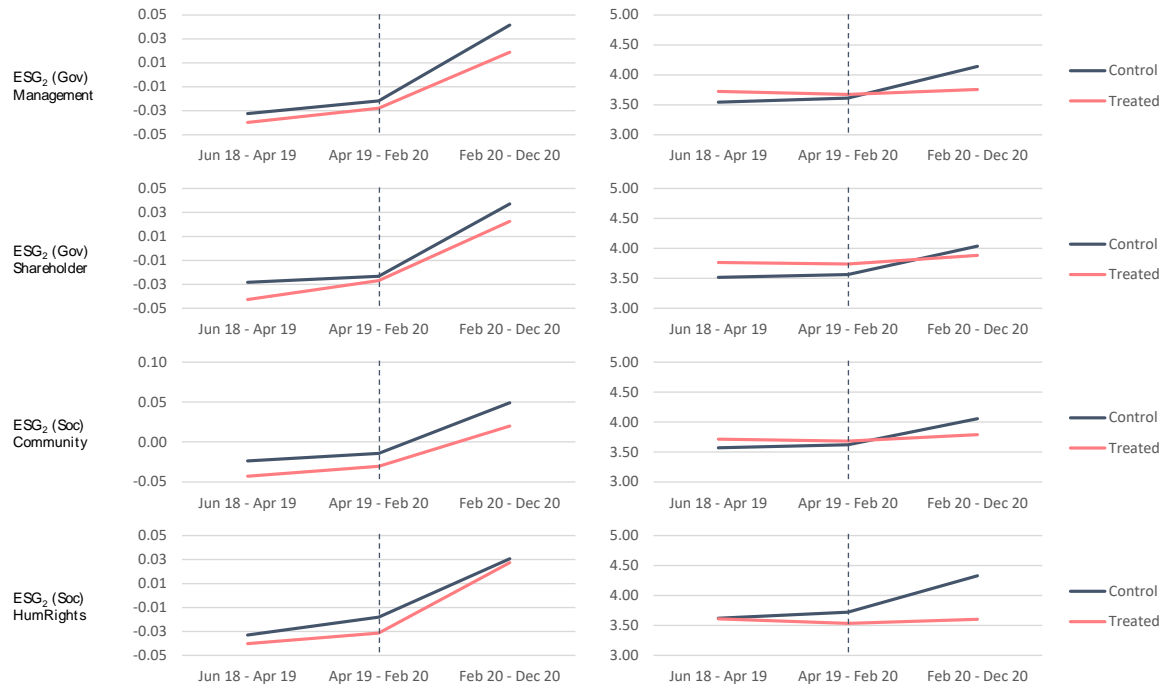 0.05
0.03
0.01
-0.01
-0.03
-0.05
Jun 18 - Apr 19 Apr 19 - Feb 20 Feb 20 - Dec 20
ESG₂ (Gov)
Management
5.00
4.50
4.00
3.50
3.00
Jun 18 - Apr 19 Apr 19 - Feb 20 Feb 20 - Dec 20
Control
Treated
0.05
0.03
0.01
-0.01
-0.03
-0.05
Jun 18 - Apr 19 Apr 19 - Feb 20 Feb 20 - Dec 20
ESG₂ (Gov)
Shareholder
5.00
4.50
4.00
3.50
3.00
Jun 18 - Apr 19 Apr 19 - Feb 20 Feb 20 - Dec 20
Control
Treated
0.10
0.05
0.00
-0.05
Jun 18 - Apr 19 Apr 19 - Feb 20 Feb 20 - Dec 20
ESG₂ (Soc)
Community
5.00
4.50
4.00
3.50
3.00
Jun 18 - Apr 19 Apr 19 - Feb 20 Feb 20 - Dec 20
Control
Treated
0.05
0.03
0.01
-0.01
-0.03
-0.05
Jun 18 - Apr 19 Apr 19 - Feb 20 Feb 20 - Dec 20
ESG₂ (Soc)
HumRights
5.00
4.50
4.00
3.50
3.00
Jun 18 - Apr 19 Apr 19 - Feb 20 Feb 20 - Dec 20
Control
Treated